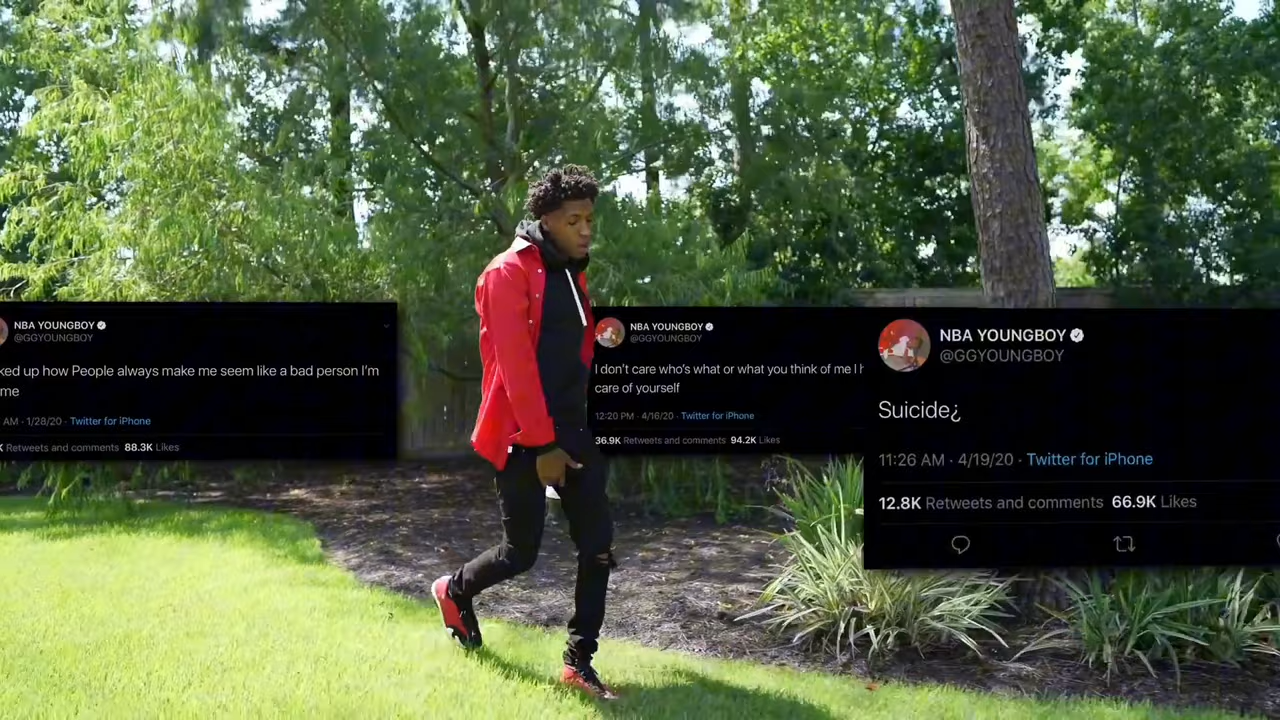 NBA YOUNGBOY
@GGYOUNGBOY
ked up how People always make me seem like a bad person I'm
me
AM · 1/28/20 · Twitter for iPhone
K Retweets and comments 88.3K Likes
NBA YOUNGBOY
@GGYOUNGBOY
I don't care who's what or what you think of me I h
care of yourself
12:20 PM · 4/16/20 · Twitter for iPhone
36.9K Retweets and comments 94.2K Likes
NBA YOUNGBOY
@GGYOUNGBOY
Suicide¿
11:26 AM · 4/19/20 · Twitter for iPhone
12.8K Retweets and comments 66.9K Likes